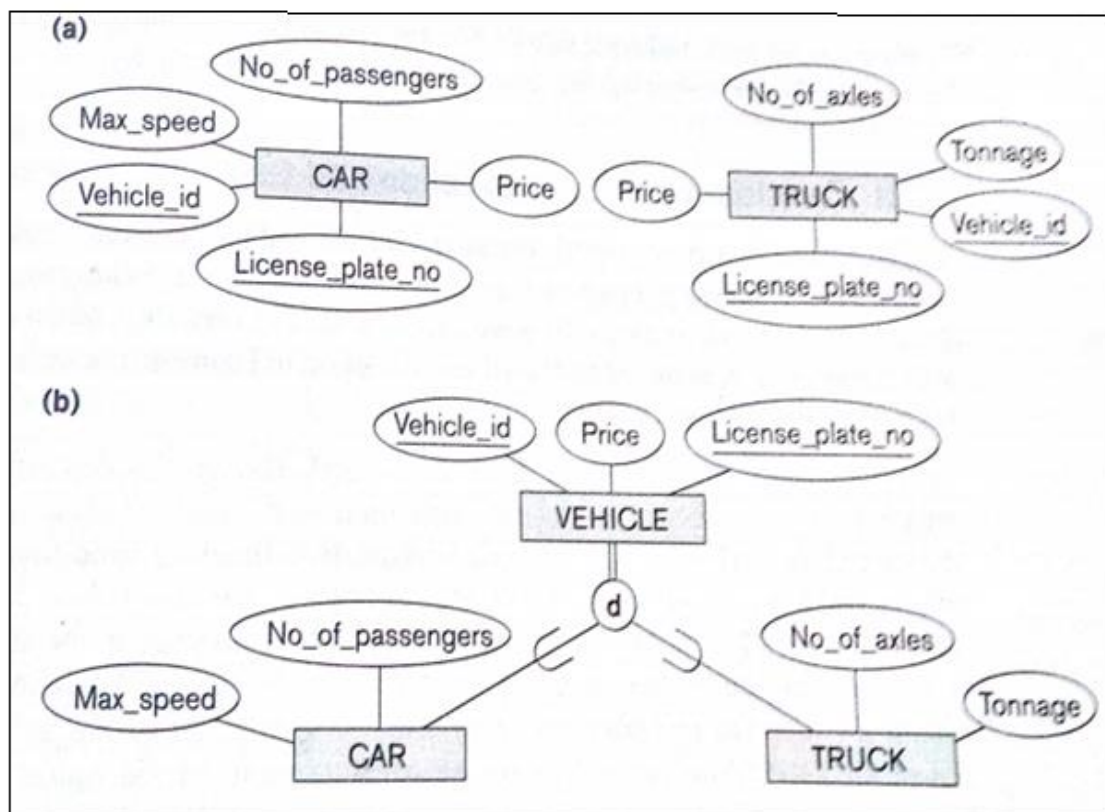 (a)
No_of_passengers
No_of_axles
Max_speed
Tonnage
CAR
Price
Price
TRUCK
Vehicle_id
Vehicle_id
License_plate_no
License_plate_no
(b)
Vehicle_id
Price
License_plate_no
VEHICLE
d
No_of_passengers
No_of_axles
Max_speed
Tonnage
CAR
TRUCK